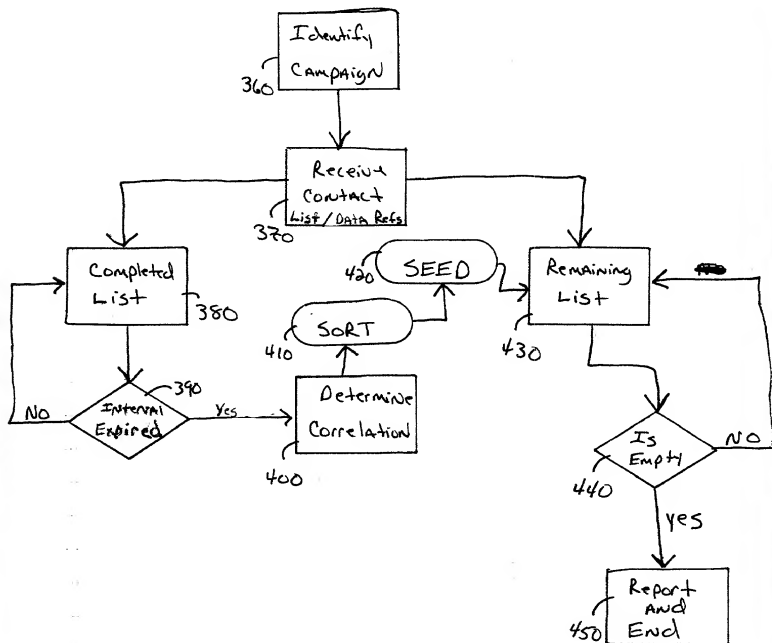 Identify
CAMPAIGN
360
Receive
CONTACT
LIST/DATA Refs
370
Completed
LIST
380
420
SEED
Remaining
LIST
430
410
SORT
390
INTERVAL
Expired
NO
Yes
Determine
Correlation
400
Is
Empty
440
NO
yes
Report
AND
End
450